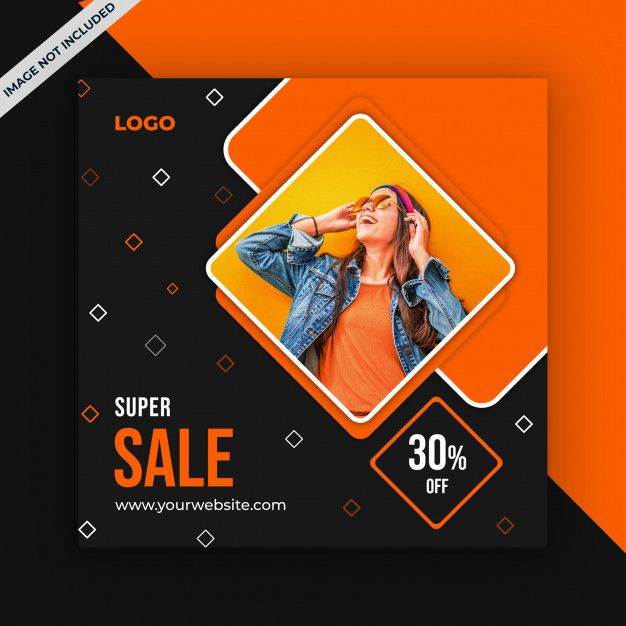 IMAGE NOT INCLUDED
LOGO
SUPER
SALE
www.yourwebsite.com
30%
OFF